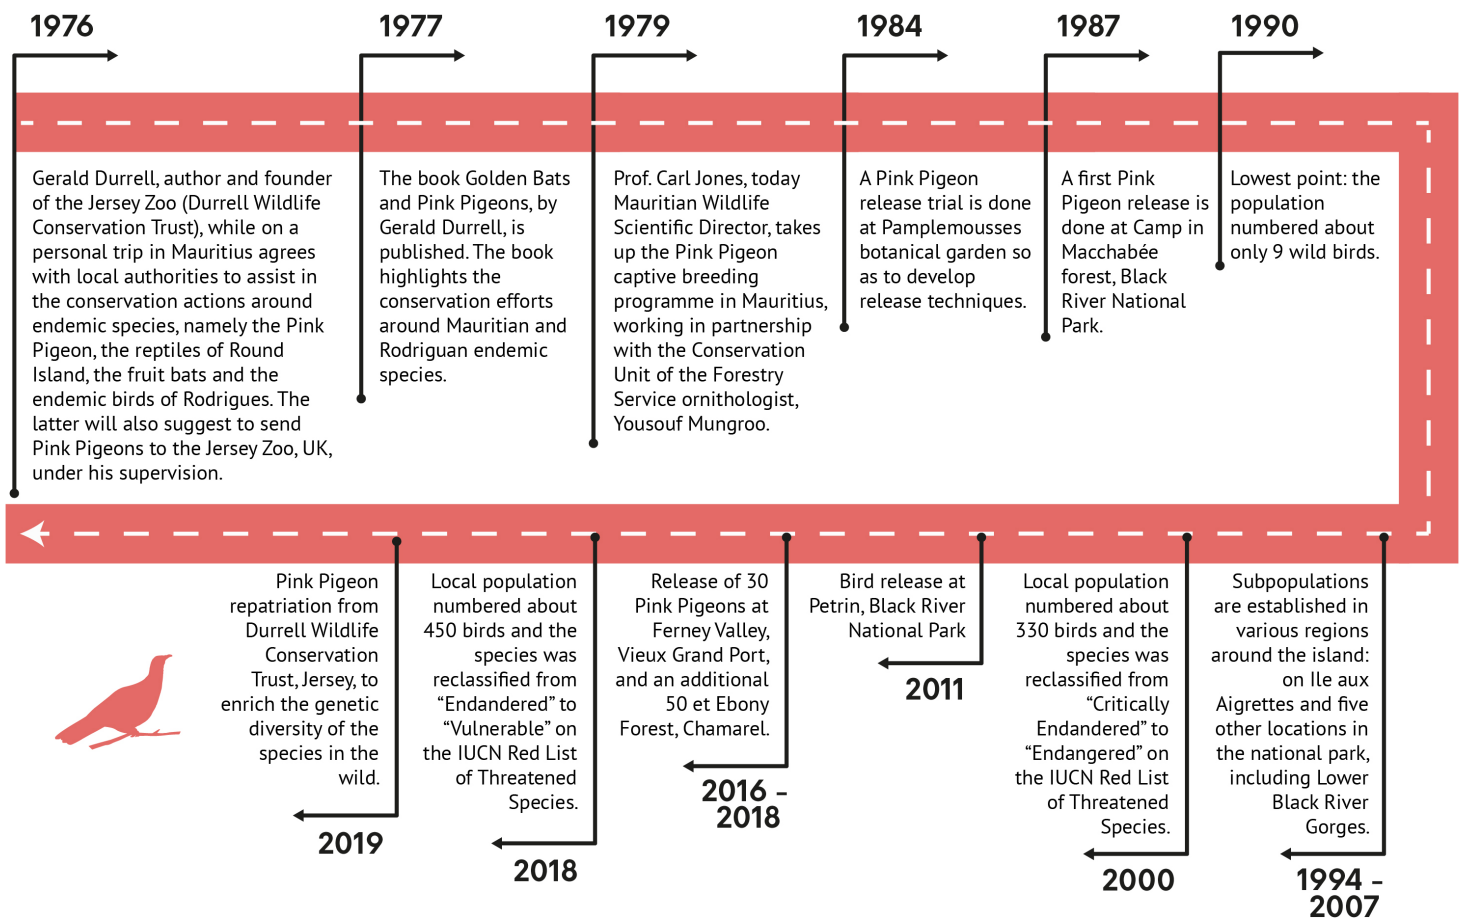 1976
Gerald Durrell, author and founder
of the Jersey Zoo (Durrell Wildlife
Conservation Trust), while on a
personal trip in Mauritius agrees
with local authorities to assist in
the conservation actions around
endemic species, namely the Pink
Pigeon, the reptiles of Round
Island, the fruit bats and the
endemic birds of Rodrigues. The
latter will also suggest to send
Pink Pigeons to the Jersey Zoo, UK,
under his supervision.
1977
The book Golden Bats
and Pink Pigeons, by
Gerald Durrell, is
published. The book
highlights the
conservation efforts
around Mauritian and
Rodriguan endemic
species.
1979
Prof. Carl Jones, today
Mauritian Wildlife
Scientific Director, takes
up the Pink Pigeon
captive breeding
programme in Mauritius,
working in partnership
with the Conservation
Unit of the Forestry
Service ornithologist,
Yousouf Mungroo.
1984
A Pink Pigeon
release trial is done
at Pamplemousses
botanical garden so
as to develop
release techniques.
1987
A first Pink
Pigeon release is
done at Camp in
Macchabée
forest, Black
River National
Park.
1990
Lowest point: the
population
numbered about
only 9 wild birds.
Subpopulations
are established in
various regions
around the island:
on Ile aux
Aigrettes and five
other locations in
the national park,
including Lower
Black River
Gorges.
1994 –
2007
Local population
numbered about
330 birds and the
species was
reclassified from
“Critically
Endandered” to
“Endangered” on
the IUCN Red List
of Threatened
Species.
2000
Bird release at
Petrin, Black River
National Park
2011
Release of 30
Pink Pigeons at
Ferney Valley,
Vieux Grand Port,
and an additional
50 et Ebony
Forest, Chamarel.
2016 –
2018
Local population
numbered about
450 birds and the
species was
reclassified from
“Endandered” to
“Vulnerable” on
the IUCN Red List
of Threatened
Species.
2018
Pink Pigeon
repatriation from
Durrell Wildlife
Conservation
Trust, Jersey, to
enrich the genetic
diversity of the
species in the
wild.
2019